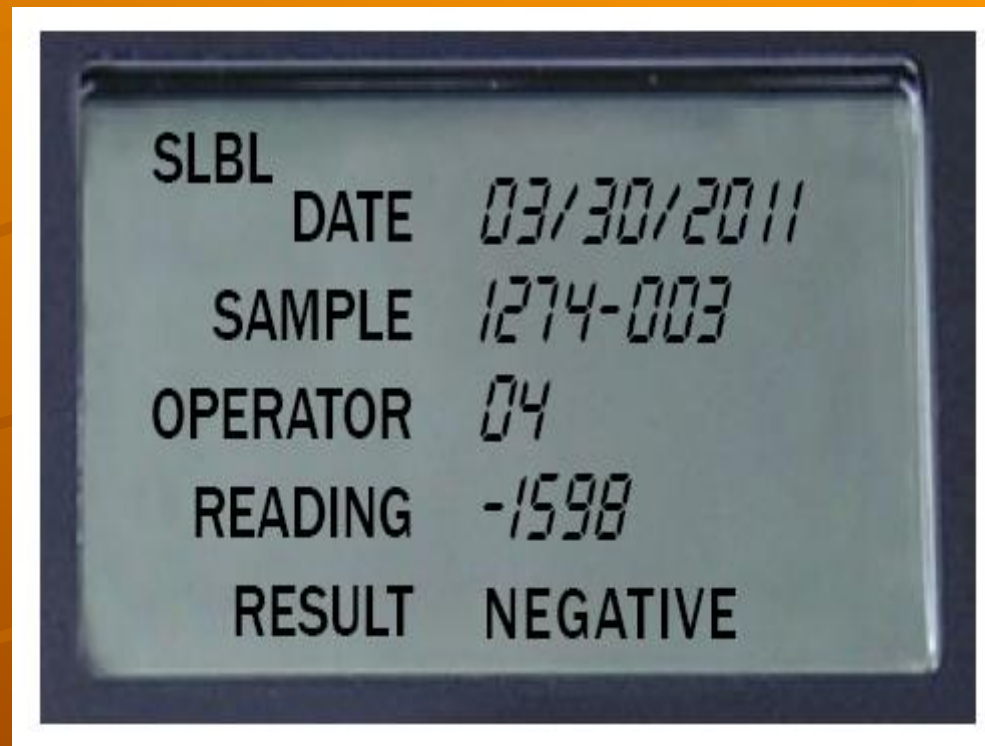 SLBL
DATE 03/30/2011
SAMPLE 1274-003
OPERATOR 04
READING -1598
RESULT NEGATIVE